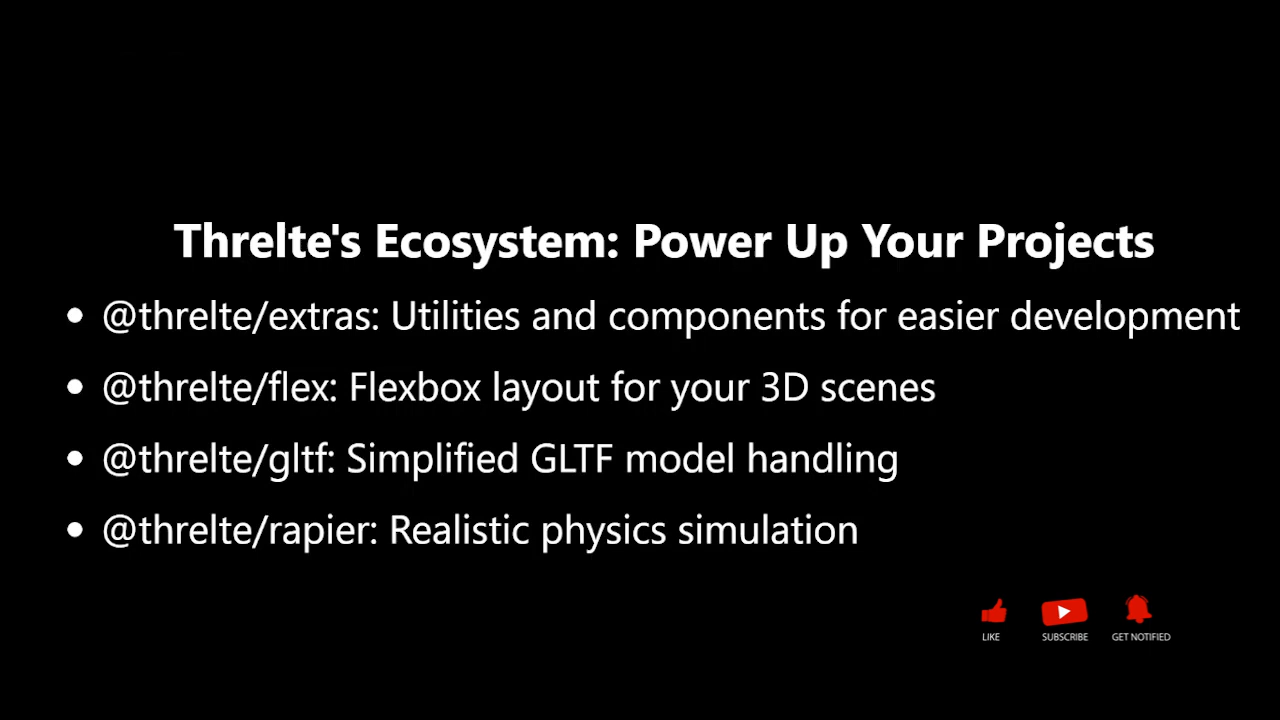 Threlte's Ecosystem: Power Up Your Projects
• @threlte/extras: Utilities and components for easier development
• @threlte/flex: Flexbox layout for your 3D scenes
• @threlte/gltf: Simplified GLTF model handling
• @threlte/rapier: Realistic physics simulation
LIKE SUBSCRIBE GET NOTIFIED